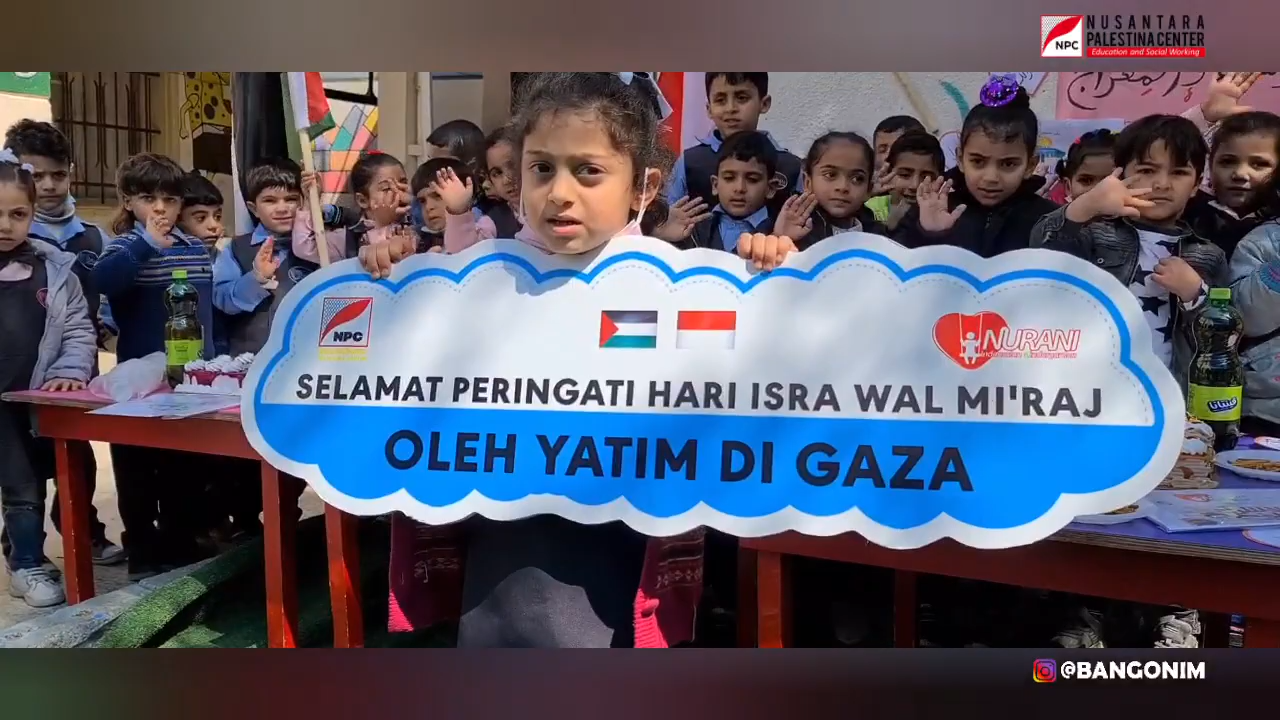 NUSANTARA
PALESTINA CENTER
Education and Social Working
NPC
NPC
NURANI
SELAMAT PERINGATI HARI ISRA WAL MI'RAJ
OLEH YATIM DI GAZA
@BANGONIM